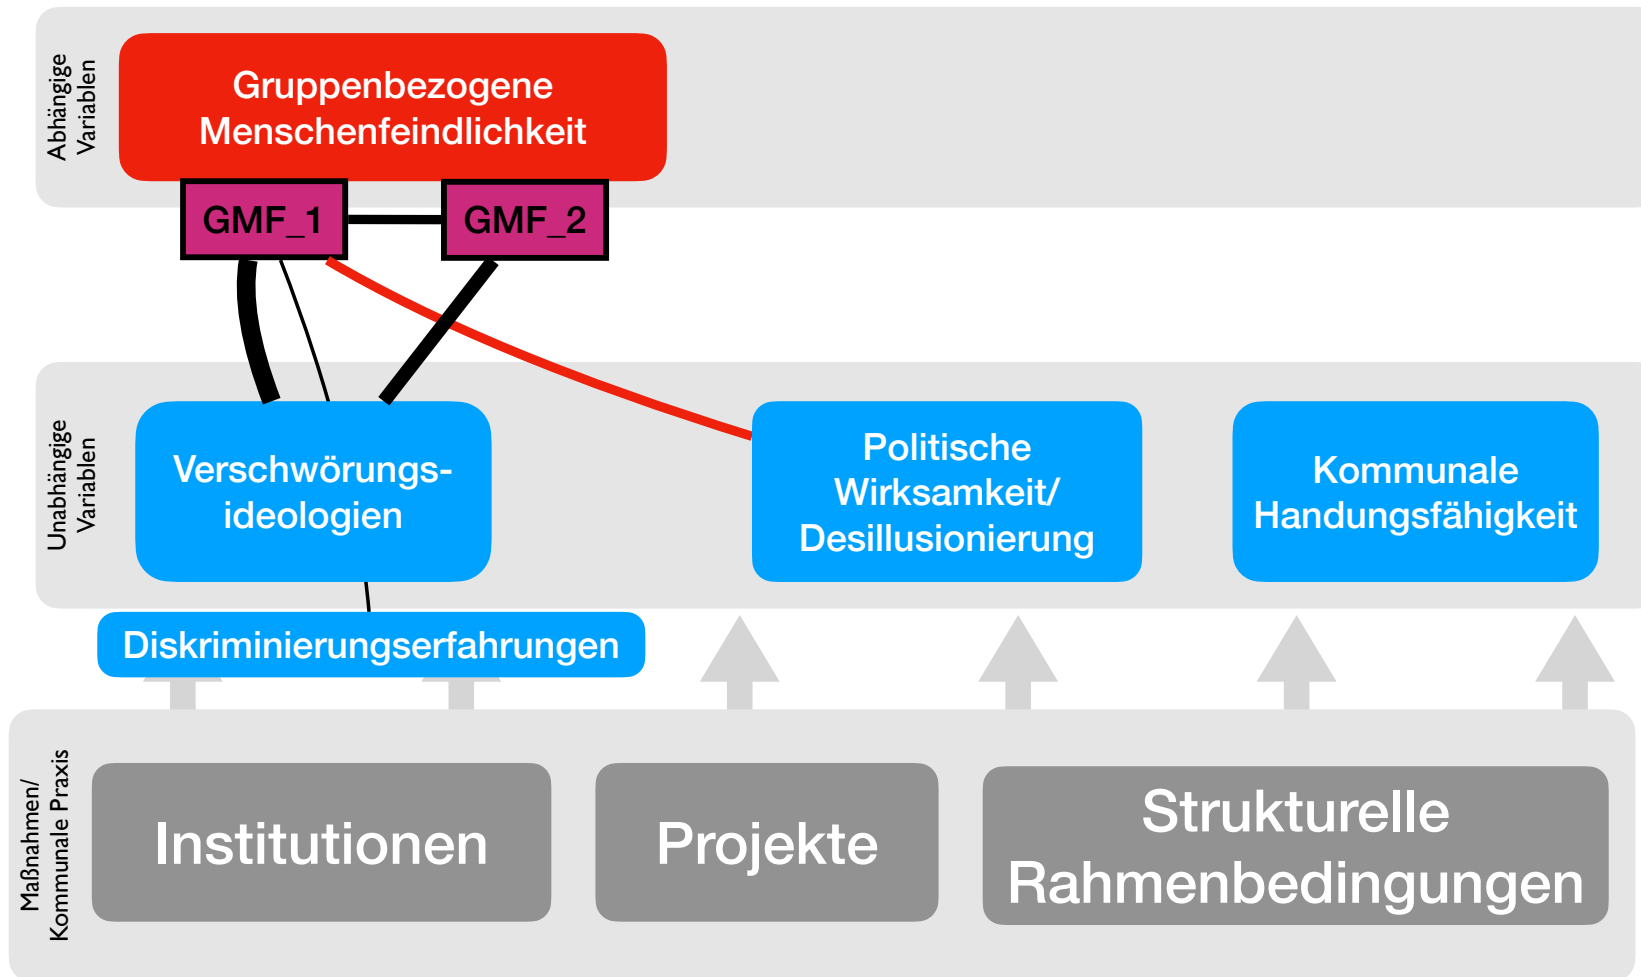 Abhängige
Variablen
Gruppenbezogene
Menschenfeindlichkeit
GMF_1
GMF_2
Unabhängige
Variablen
Verschwörungs-
ideologien
Politische
Wirksamkeit/
Desillusionierung
Kommunale
Handungsfähigkeit
Diskriminierungserfahrungen
Maßnahmen/
Kommunale Praxis
Institutionen
Projekte
Strukturelle
Rahmenbedingungen